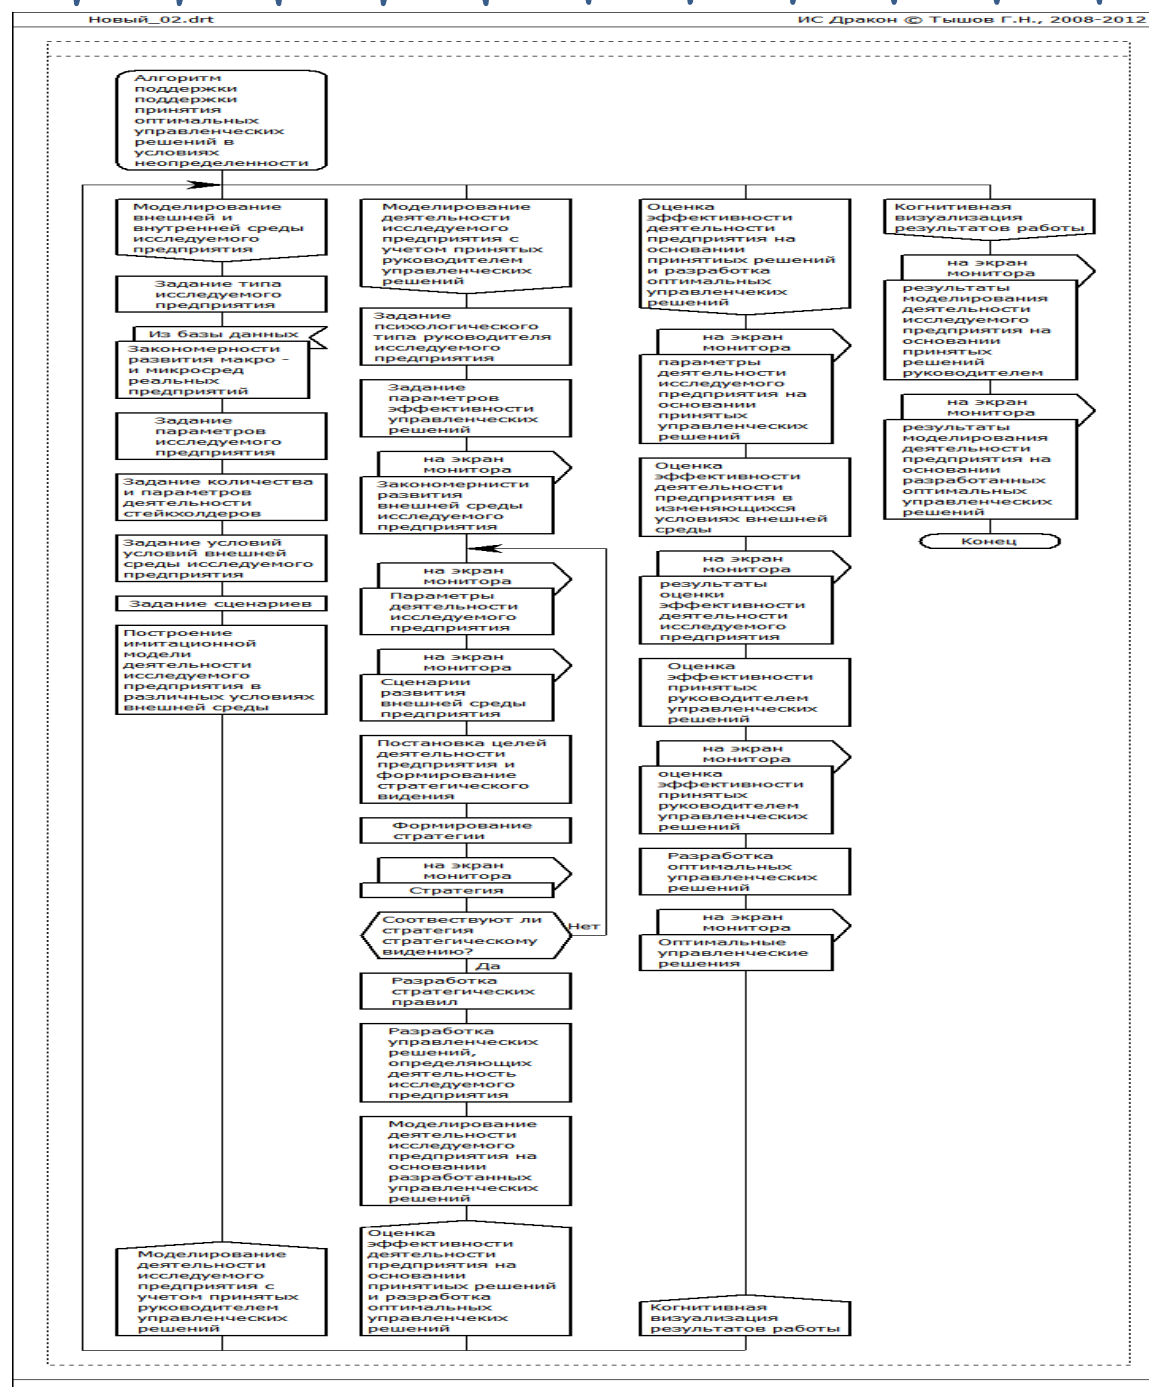 Новый_02.drt
ИС Дракон © Тышов Г.Н., 2008-2012
Алгоритм
поддержки
поддержки
принятия
оптимальных
управленческих
решений в
условиях
неопределенности
Моделирование
внешней и
внутренней среды
исследуемого
предприятия
Задание типа
исследуемого
предприятия
Из базы данных
Закономерности
развития макро -
и микросред
реальных
предприятий
Задание
параметров
исследуемого
предприятия
Задание количества
и параметров
деятельности
стейкхолдеров
Задание условий
условий внешней
среды исследуемого
предприятия
Задание сценариев
Построение
имитационной
модели
деятельности
исследуемого
предприятия в
различных условиях
внешней среды
Моделирование
деятельности
исследуемого
предприятия с
учетом принятых
руководителем
управленческих
решений
Моделирование
деятельности
исследуемого
предприятия с
учетом принятых
руководителем
управленческих
решений
Задание
психологического
типа руководителя
исследуемого
предприятия
Задание
параметров
эффективности
управленческих
решений
на экран
монитора
Закономернисти
развития
внешней среды
исследуемого
предприятия
на экран
монитора
Параметры
деятельности
исследуемого
предприятия
на экран
монитора
Сценарии
развития
внешней среды
предприятия
Постановка целей
деятельности
предприятия и
формирование
стратегического
видения
Формирование
стратегии
на экран
монитора
Стратегия
Соотвествуют ли
стратегия
стратегическому
видению?
Нет
Да
Разработка
стратегических
правил
Разработка
управленческих
решений,
определяющих
деятельность
исследуемого
предприятия
Моделирование
деятельности
исследуемого
предприятия на
основании
разработанных
управленческих
решений
Оценка
эффективности
деятельности
предприятия на
основании
принятиых решений
и разработка
оптимальных
управленчеких
решений
Оценка
эффективности
деятельности
предприятия на
основании
принятиых решений
и разработка
оптимальных
управленчеких
решений
на экран
монитора
параметры
деятельности
исследуемого
предприятия на
основании
принятых
управленческих
решений
Оценка
эффективности
деятельности
предприятия в
изменяющихся
условиях внешней
среды
на экран
монитора
результаты
оценки
эффективности
деятельности
исследуемого
предприятия
Оценка
эффективности
принятых
руководителем
управленческих
решений
на экран
монитора
оценка
эффективности
принятых
руководителем
управленческих
решений
Разработка
оптимальных
управленческих
решений
на экран
монитора
Оптимальные
управленческие
решения
Когнитивная
визуализация
результатов работы
Когнитивная
визуализация
результатов работы
на экран
монитора
результаты
моделирования
деятельности
исследуемого
предприятия на
основании
принятых
решений
руководителем
на экран
монитора
результаты
моделирования
деятельности
предприятия на
основании
разработанных
оптимальных
управленческих
решений
Конец